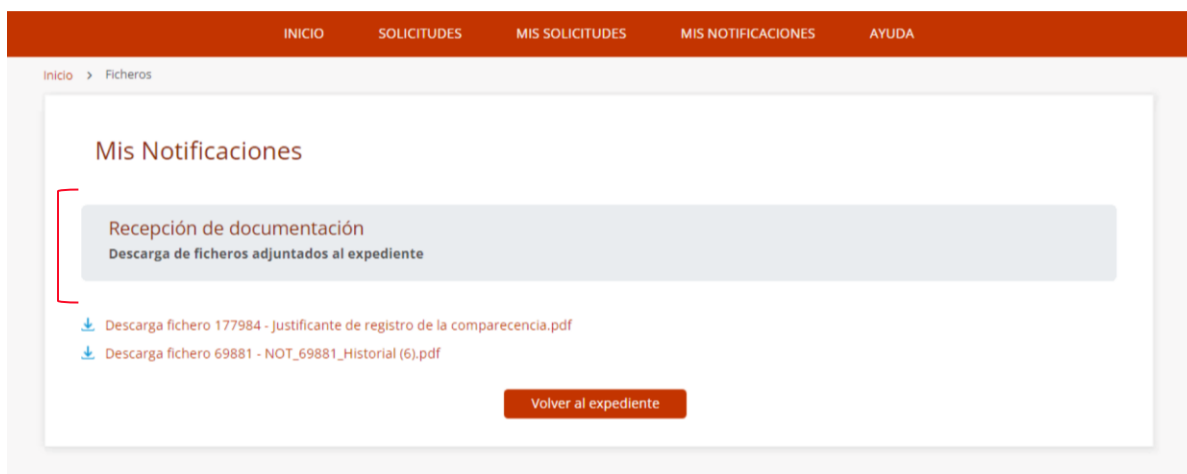 INICIO SOLICITUDES MIS SOLICITUDES MIS NOTIFICACIONES AYUDA
Inicio > Ficheros
Mis Notificaciones
Recepción de documentación
Descarga de ficheros adjuntados al expediente
Descarga fichero 177984 - Justificante de registro de la comparecencia.pdf
Descarga fichero 69881 - NOT_69881_Historial (6).pdf
Volver al expediente